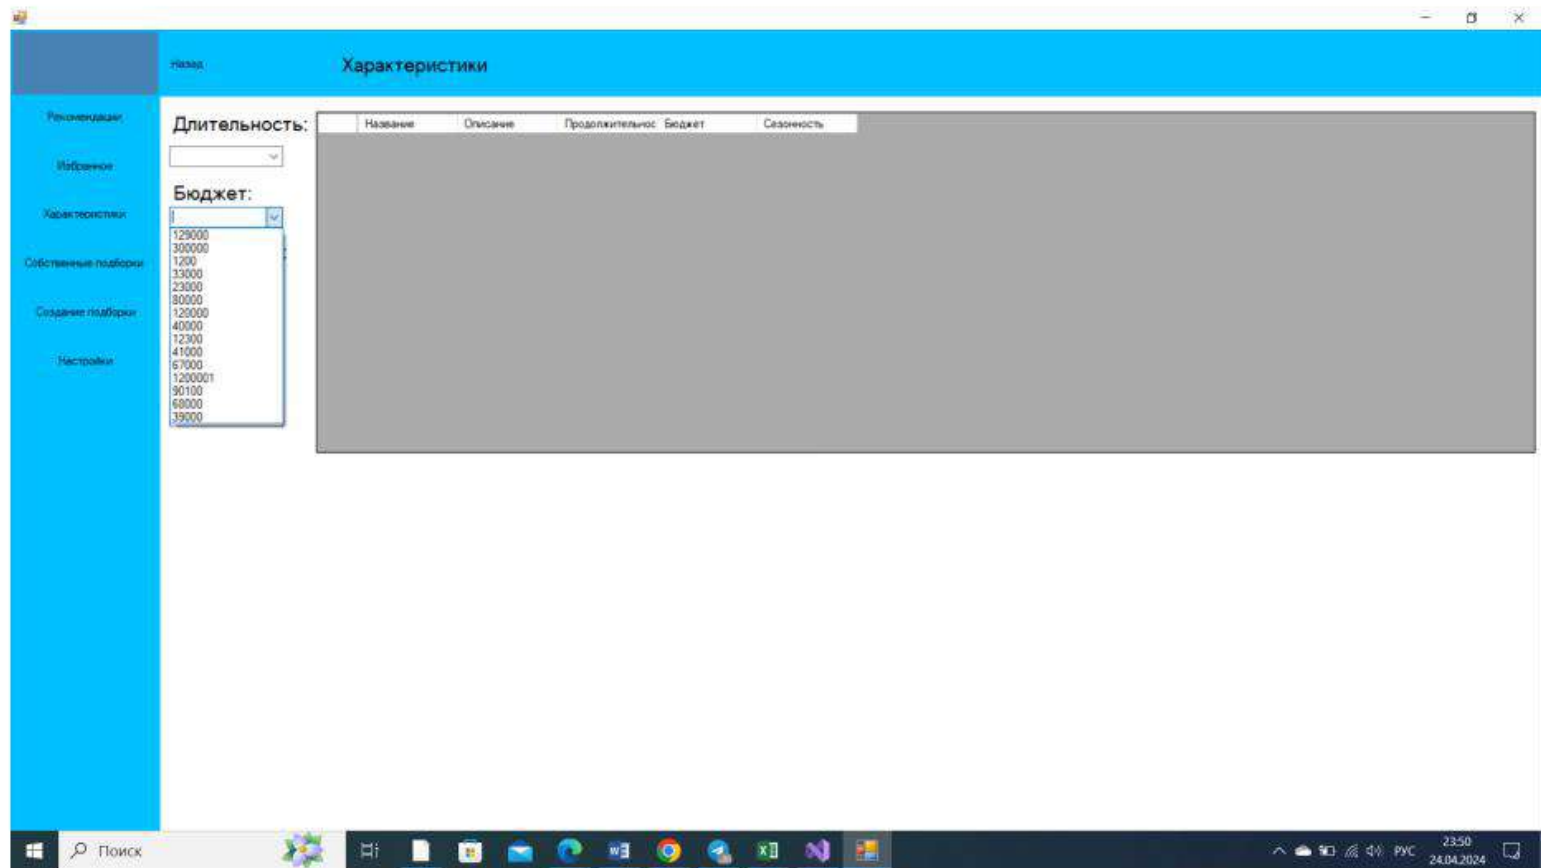 Назад
Характеристики
Рекомендации
Избранное
Характеристики
Собственные подборки
Создание подборки
Настройки
Длительность:
Бюджет:
129000
300000
1200
33000
23000
80000
120000
40000
12300
41000
67000
1200001
90100
68000
39000
Название Описание Продолжительнос Бюджет Сезонность
Поиск
РУС
23:50
24.04.2024